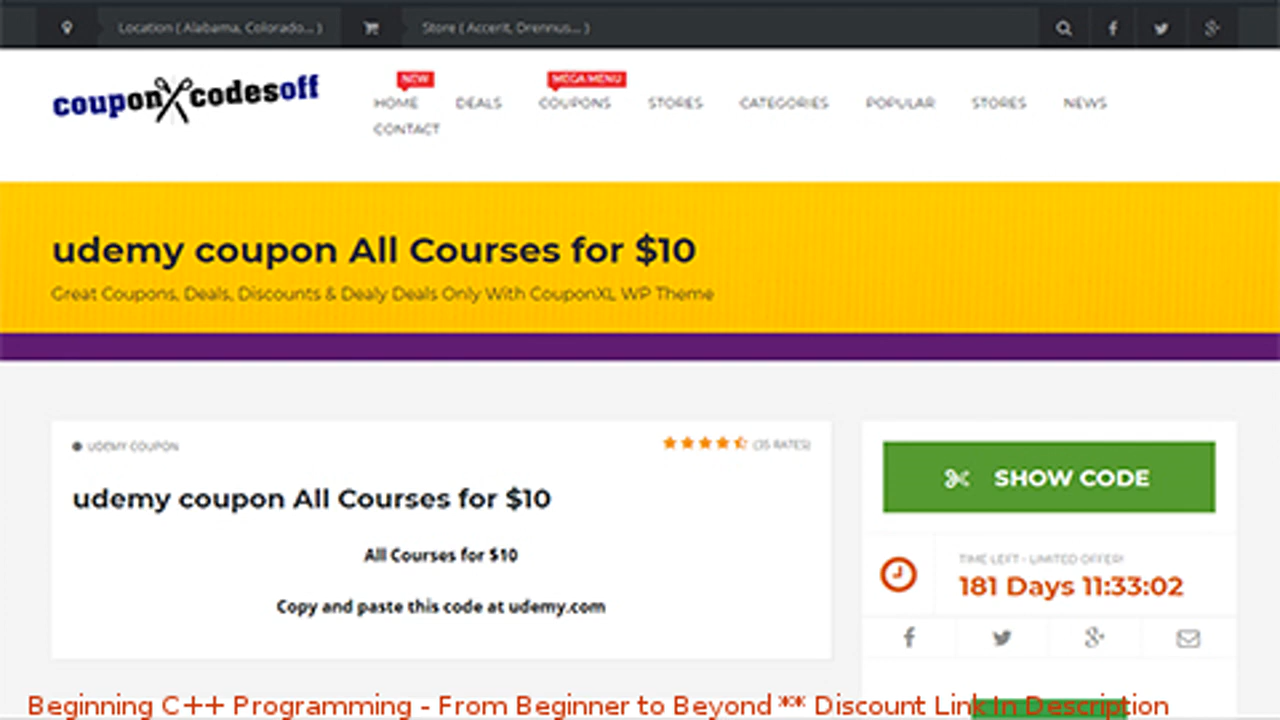 Location ( Alabama, Colorado... )
Store ( Accent, Drennus... )
couponXcodesoff
NEW
MEGA MENU
HOME DEALS COUPONS STORES CATEGORIES POPULAR STORES NEWS
CONTACT
udemy coupon All Courses for $10
Great Coupons, Deals, Discounts & Dealy Deals Only With CouponXL WP Theme
UDEMY COUPON
(35 RATES)
udemy coupon All Courses for $10
All Courses for $10
Copy and paste this code at udemy.com
SHOW CODE
TIME LEFT - LIMITED OFFER!
181 Days 11:33:02
Beginning C++ Programming - From Beginner to Beyond ** Discount Link In Description